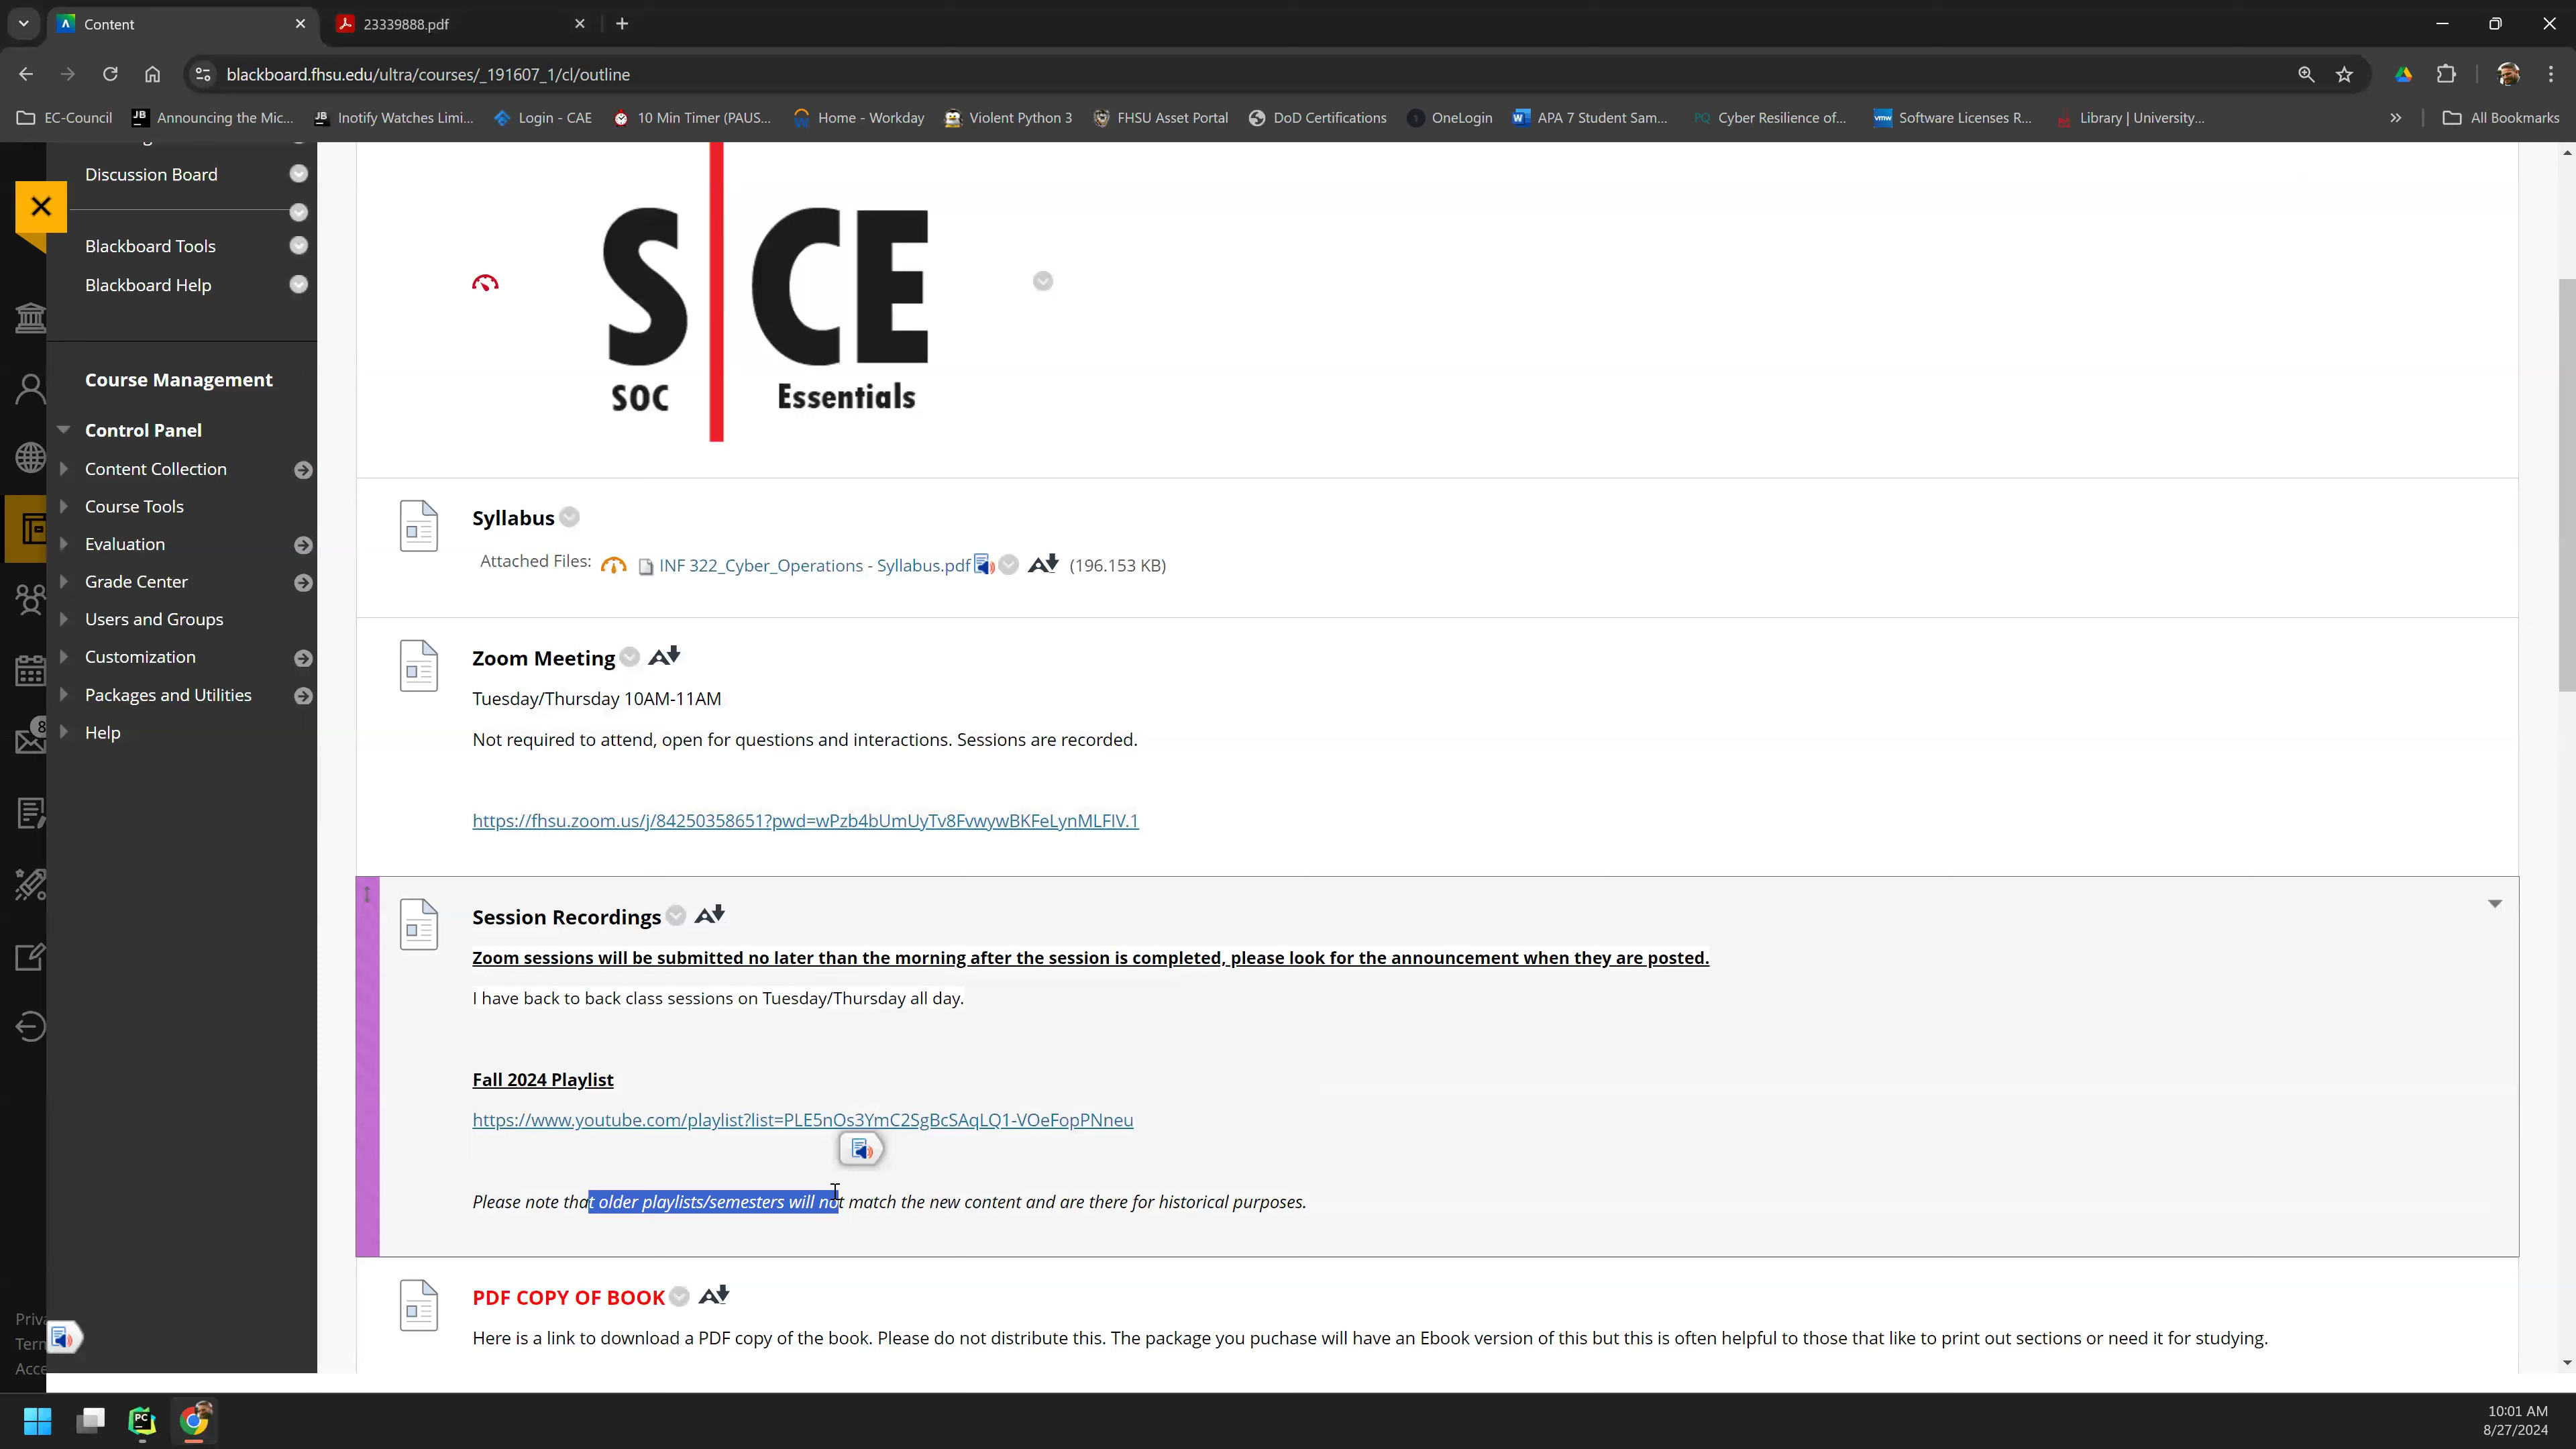 Content
23339888.pdf
blackboard.fhsu.edu/ultra/courses/_191607_1/cl/outline
EC-Council
Announcing the Mic...
Inotify Watches Limi...
Login - CAE
10 Min Timer (PAUS...
Home - Workday
Violent Python 3
FHSU Asset Portal
DoD Certifications
OneLogin
APA 7 Student Sam...
Cyber Resilience of...
Software Licenses R...
Library | University...
All Bookmarks
Discussion Board
Blackboard Tools
Blackboard Help
Course Management
Control Panel
Content Collection
Course Tools
Evaluation
Grade Center
Users and Groups
Customization
Packages and Utilities
Help
8
S CE
SOC Essentials
Syllabus
Attached Files: INF 322_Cyber_Operations - Syllabus.pdf (196.153 KB)
Zoom Meeting
Tuesday/Thursday 10AM-11AM
Not required to attend, open for questions and interactions. Sessions are recorded.
https://fhsu.zoom.us/j/84250358651?pwd=wPzb4bUmUyTv8FvwywBKFeLynMLFIV.1
Session Recordings
Zoom sessions will be submitted no later than the morning after the session is completed, please look for the announcement when they are posted.
I have back to back class sessions on Tuesday/Thursday all day.
Fall 2024 Playlist
https://www.youtube.com/playlist?list=PLE5nOs3YmC2SgBcSAqLQ1-VOeFopPNneu
Please note that older playlists/semesters will not match the new content and are there for historical purposes.
PDF COPY OF BOOK
Here is a link to download a PDF copy of the book. Please do not distribute this. The package you puchase will have an Ebook version of this but this is often helpful to those that like to print out sections or need it for studying.
Priva
Tern
Acce
10:01 AM
8/27/2024